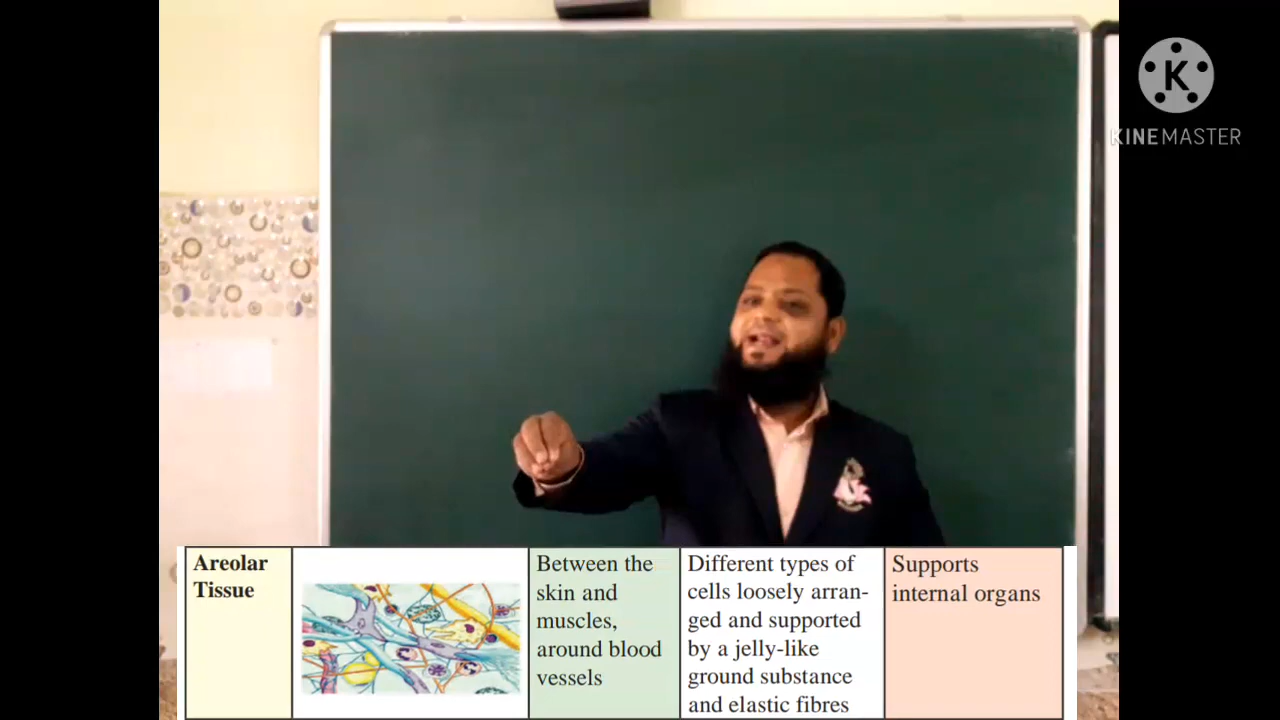 K
KINEMASTER
Areolar
Tissue
Between the
skin and
muscles,
around blood
vessels
Different types of
cells loosely arran-
ged and supported
by a jelly-like
ground substance
and elastic fibres
Supports
internal organs